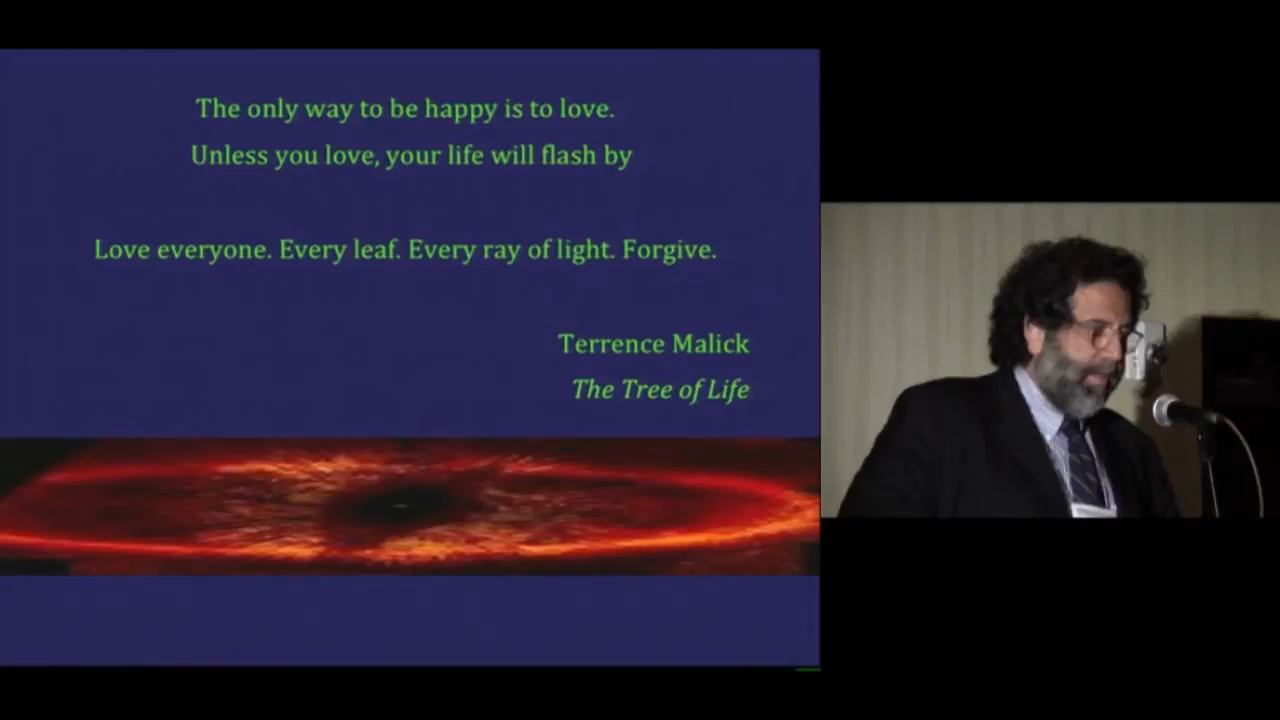 The only way to be happy is to love.
Unless you love, your life will flash by
Love everyone. Every leaf. Every ray of light. Forgive.
Terrence Malick
The Tree of Life